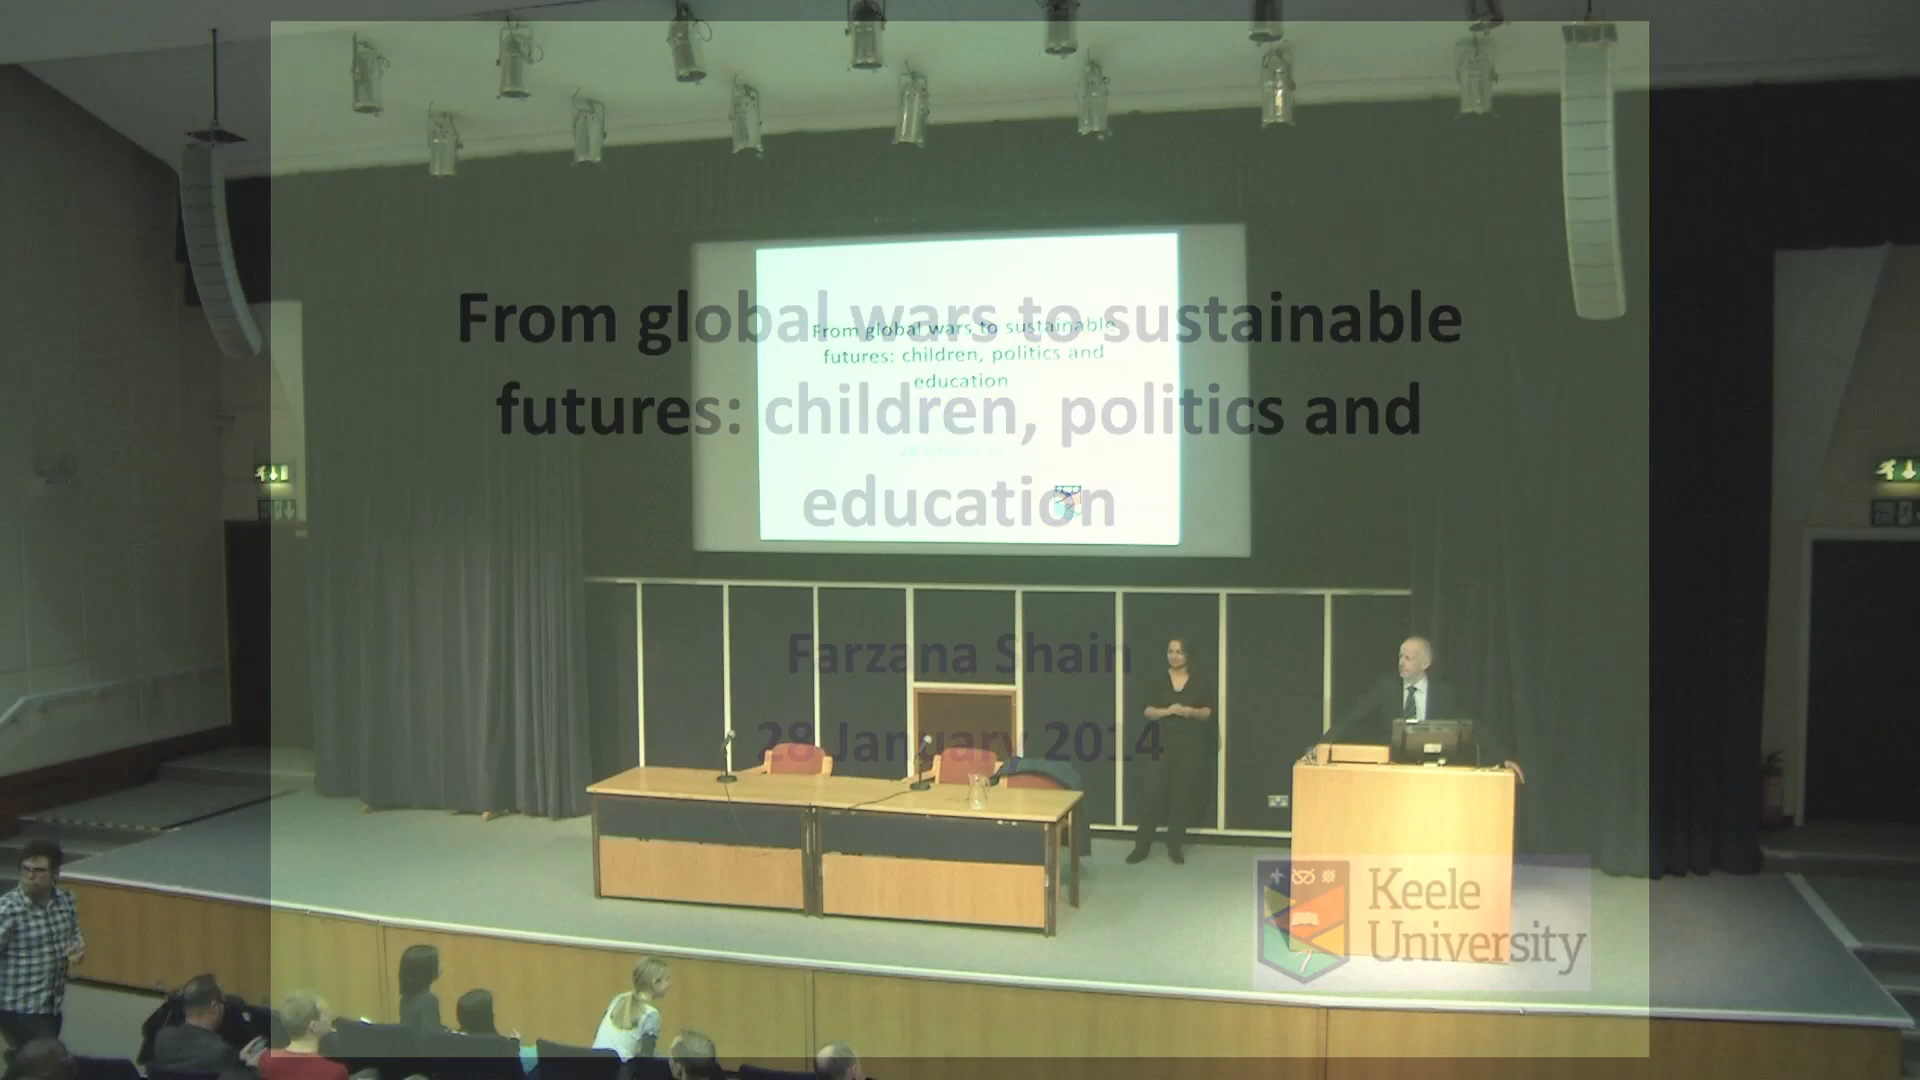 From global wars to sustainable
futures: children, politics and
education
Farzana Shain
28 January 2014
Keele
University
From global wars to sustainable
futures: children, politics and
education